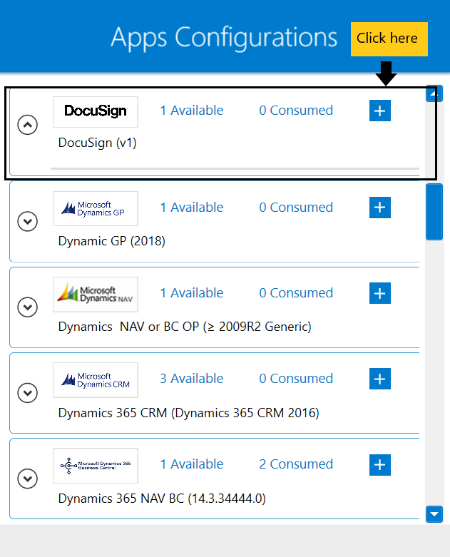 Apps Configurations
Click here
DocuSign
1 Available
0 Consumed
DocuSign (v1)
Microsoft
Dynamics GP
1 Available
0 Consumed
Dynamic GP (2018)
Microsoft
Dynamics NAV
1 Available
0 Consumed
Dynamics NAV or BC OP (≥ 2009R2 Generic)
Microsoft
Dynamics CRM
3 Available
0 Consumed
Dynamics 365 CRM (Dynamics 365 CRM 2016)
Microsoft Dynamics 365
Business Central
1 Available
2 Consumed
Dynamics 365 NAV BC (14.3.34444.0)